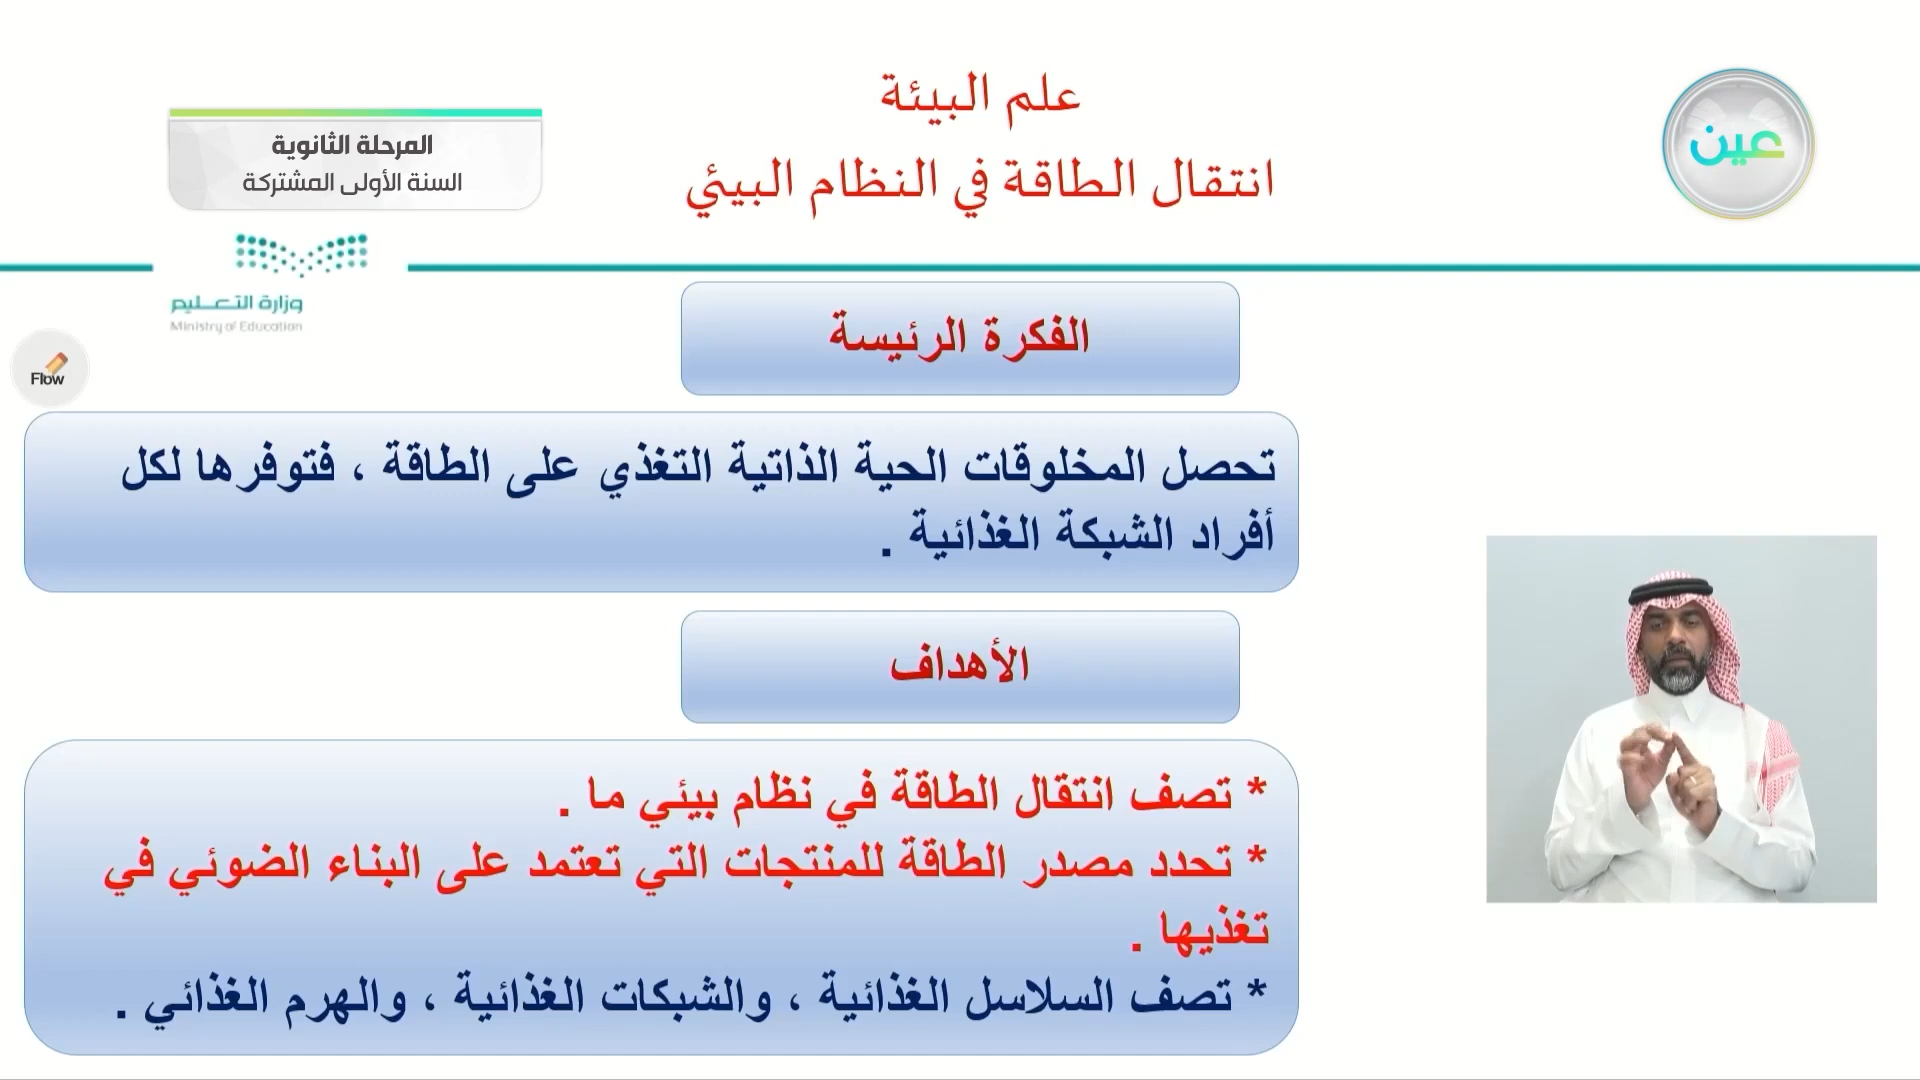 علم البيئة
انتقال الطاقة في النظام البيئي
عين
المرحلة الثانوية
السنة الأولى المشتركة
وزارة التعليم
Ministry of Education
Flow
الفكرة الرئيسة
تحصل المخلوقات الحية الذاتية التغذي على الطاقة ، فتوفرها لكل
أفراد الشبكة الغذائية .
الأهداف
* تصف انتقال الطاقة في نظام بيئي ما .
* تحدد مصدر الطاقة للمنتجات التي تعتمد على البناء الضوئي في
تغذيها .
* تصف السلاسل الغذائية ، والشبكات الغذائية ، والهرم الغذائي .